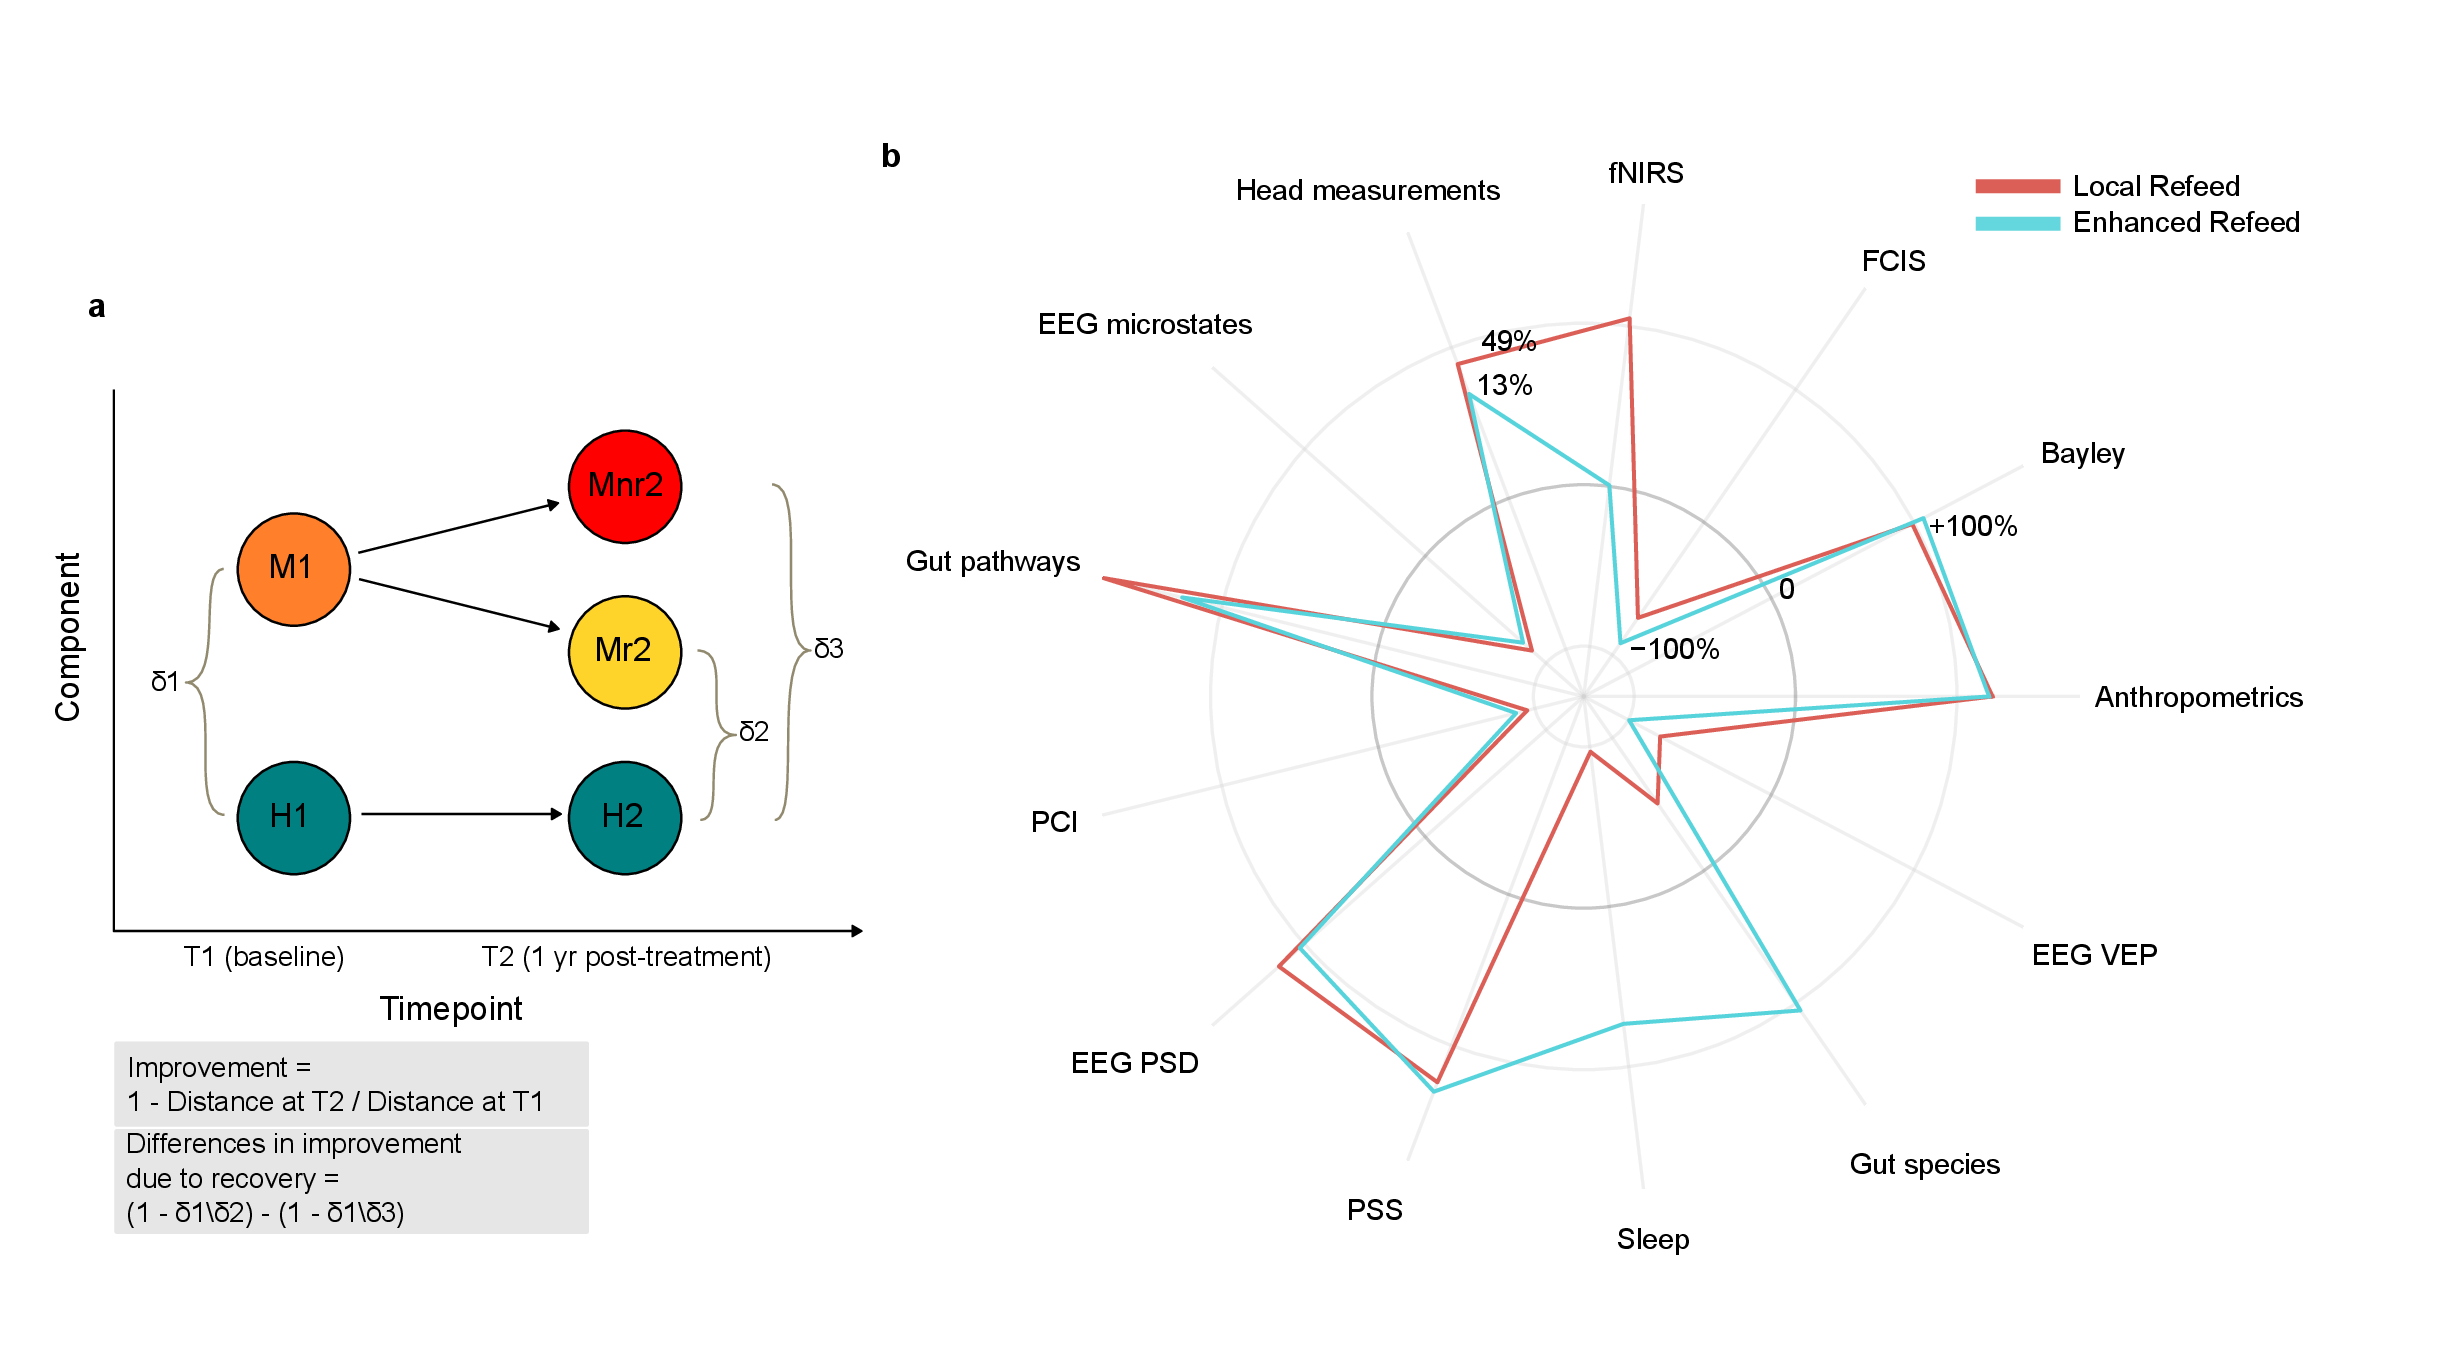 a
Component
M1
H1
Mnr2
Mr2
H2
δ1
δ2
δ3
T1 (baseline)
T2 (1 yr post-treatment)
Timepoint
Improvement =
1 - Distance at T2 / Distance at T1
Differences in improvement
due to recovery =
(1 - δ1\δ2) - (1 - δ1\δ3)
b
Local Refeed
Enhanced Refeed
fNIRS
Head measurements
FCIS
EEG microstates
49%
13%
Bayley
+100%
0
−100%
Gut pathways
Anthropometrics
PCI
EEG VEP
EEG PSD
Gut species
PSS
Sleep